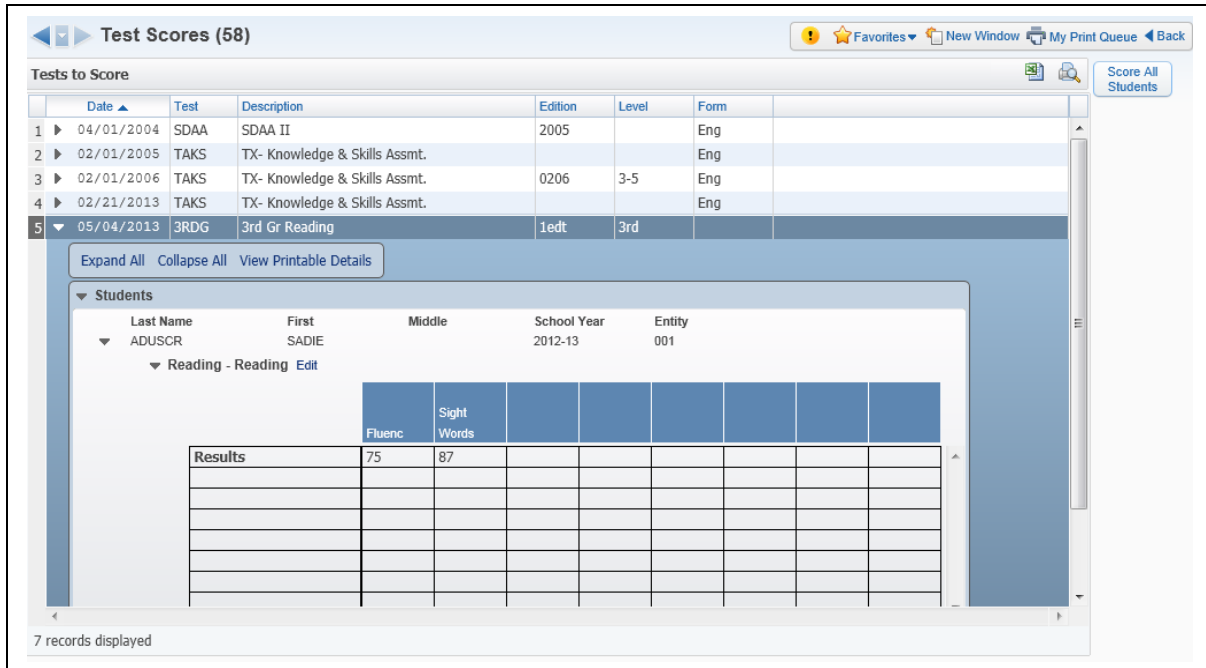 Test Scores (58)
Favorites New Window My Print Queue Back
Tests to Score
Score All
Students
Date Test Description Edition Level Form
1 04/01/2004 SDAA SDAA II 2005 Eng
2 02/01/2005 TAKS TX- Knowledge & Skills Assmt. Eng
3 02/01/2006 TAKS TX- Knowledge & Skills Assmt. 0206 3-5 Eng
4 02/21/2013 TAKS TX- Knowledge & Skills Assmt. Eng
5 05/04/2013 3RDG 3rd Gr Reading 1edt 3rd
Expand All Collapse All View Printable Details
Students
Last Name First Middle School Year Entity
ADUSCR SADIE 2012-13 001
Reading - Reading Edit
Sight
Fluenc Words
Results 75 87
7 records displayed